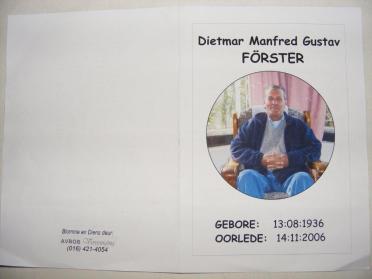 Dietmar Manfred Gustav
FÖRSTER
GEBORE: 13:08:1936
OORLEDE: 14:11:2006
Blomme en Diens deur:
AVBOB
(016) 421-4054